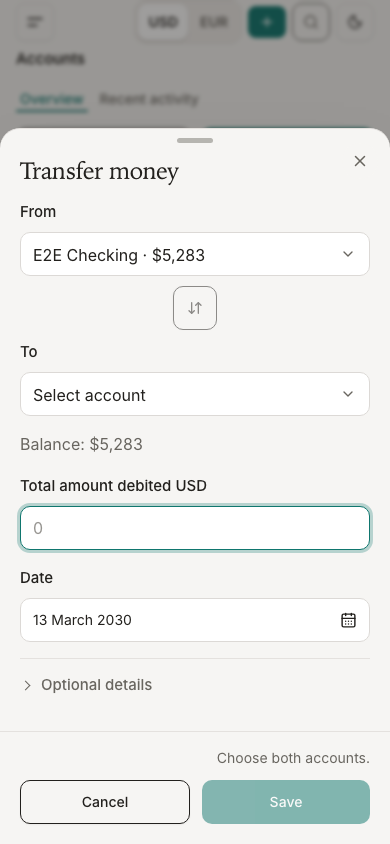 USD EUR
Accounts
Overview Recent activity
Transfer money
From
E2E Checking · $5,283
To
Select account
Balance: $5,283
Total amount debited USD
0
Date
13 March 2030
Optional details
Choose both accounts.
Cancel Save